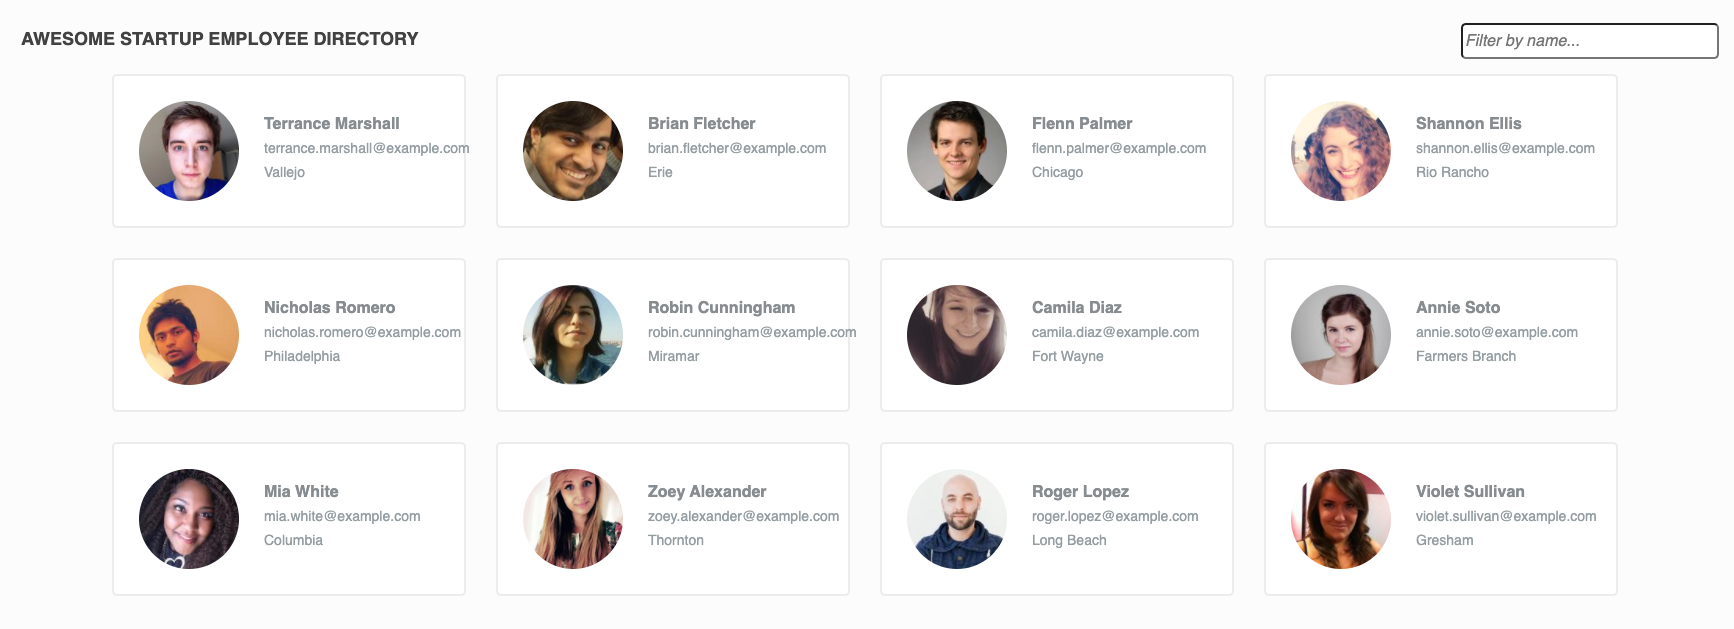 AWESOME STARTUP EMPLOYEE DIRECTORY
Filter by name...
Terrance Marshall
terrance.marshall@example.com
Vallejo
Brian Fletcher
brian.fletcher@example.com
Erie
Flenn Palmer
flenn.palmer@example.com
Chicago
Shannon Ellis
shannon.ellis@example.com
Rio Rancho
Nicholas Romero
nicholas.romero@example.com
Philadelphia
Robin Cunningham
robin.cunningham@example.com
Miramar
Camila Diaz
camila.diaz@example.com
Fort Wayne
Annie Soto
annie.soto@example.com
Farmers Branch
Mia White
mia.white@example.com
Columbia
Zoey Alexander
zoey.alexander@example.com
Thornton
Roger Lopez
roger.lopez@example.com
Long Beach
Violet Sullivan
violet.sullivan@example.com
Gresham